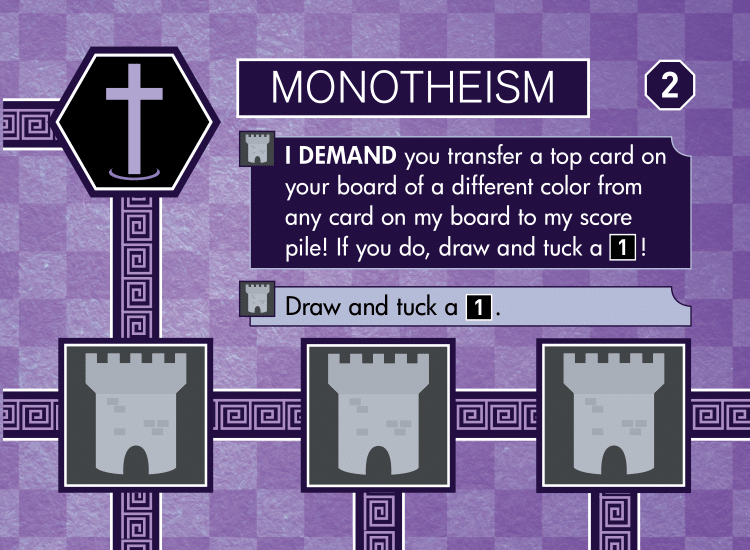 MONOTHEISM
2
I DEMAND you transfer a top card on
your board of a different color from
any card on my board to my score
pile! If you do, draw and tuck a 1!
Draw and tuck a 1.